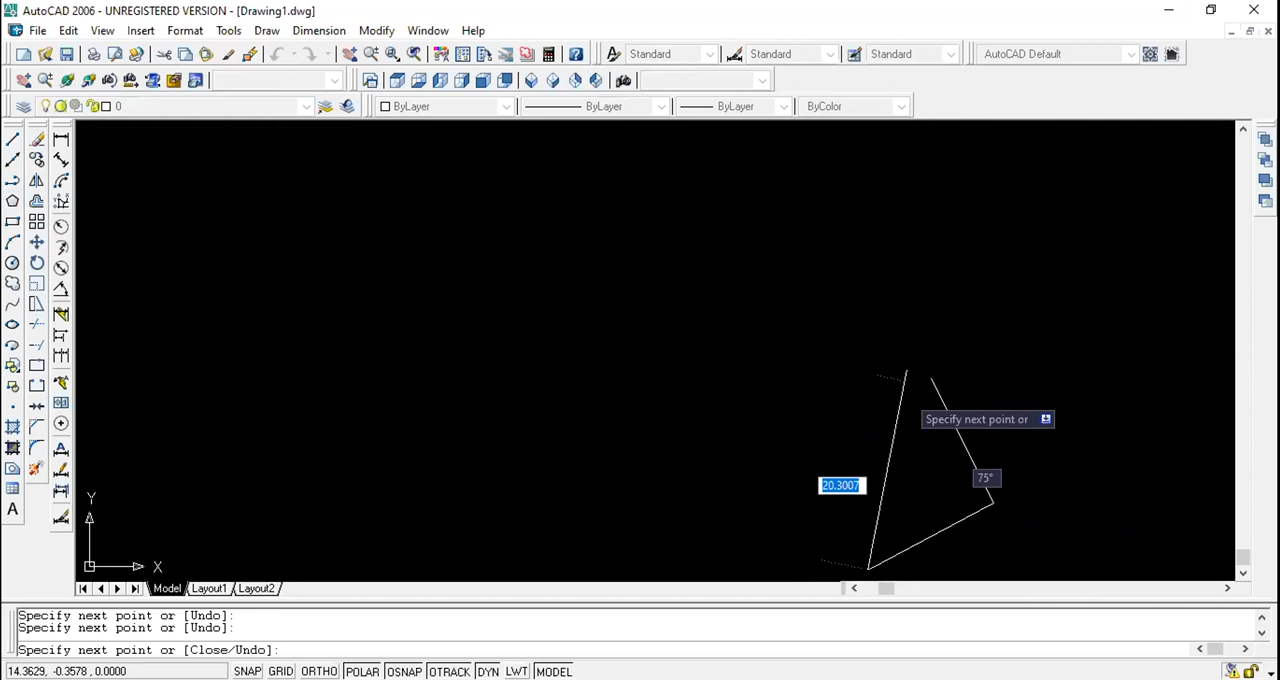 AutoCAD 2006 - UNREGISTERED VERSION - [Drawing1.dwg]
File Edit View Insert Format Tools Draw Dimension Modify Window Help
Standard Standard Standard AutoCAD Default
0 ByLayer ByLayer ByLayer ByColor
Specify next point or
75°
20.3007
Y
X
A
Model Layout1 Layout2
Specify next point or [Undo]:
Specify next point or [Undo]:
Specify next point or [Close/Undo]:
14.3629, -0.3578 , 0.0000 SNAP GRID ORTHO POLAR OSNAP OTRACK DYN LWT MODEL